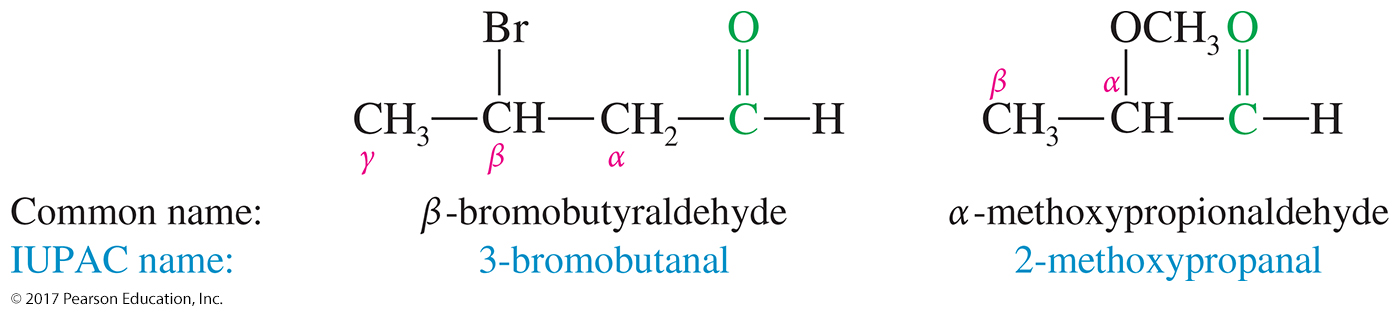 Br O OCH₃ O
β α
CH₃—CH—CH₂—C—H CH₃—CH—C—H
γ β α
Common name: β-bromobutyraldehyde α-methoxypropionaldehyde
IUPAC name: 3-bromobutanal 2-methoxypropanal
© 2017 Pearson Education, Inc.